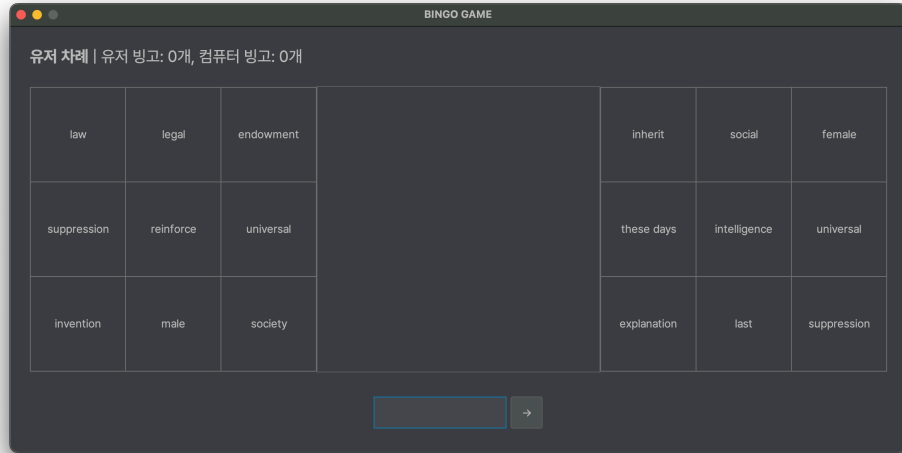 BINGO GAME
유저 차례 | 유저 빙고: 0개, 컴퓨터 빙고: 0개
law legal endowment inherit social female
suppression reinforce universal these days intelligence universal
invention male society explanation last suppression
→